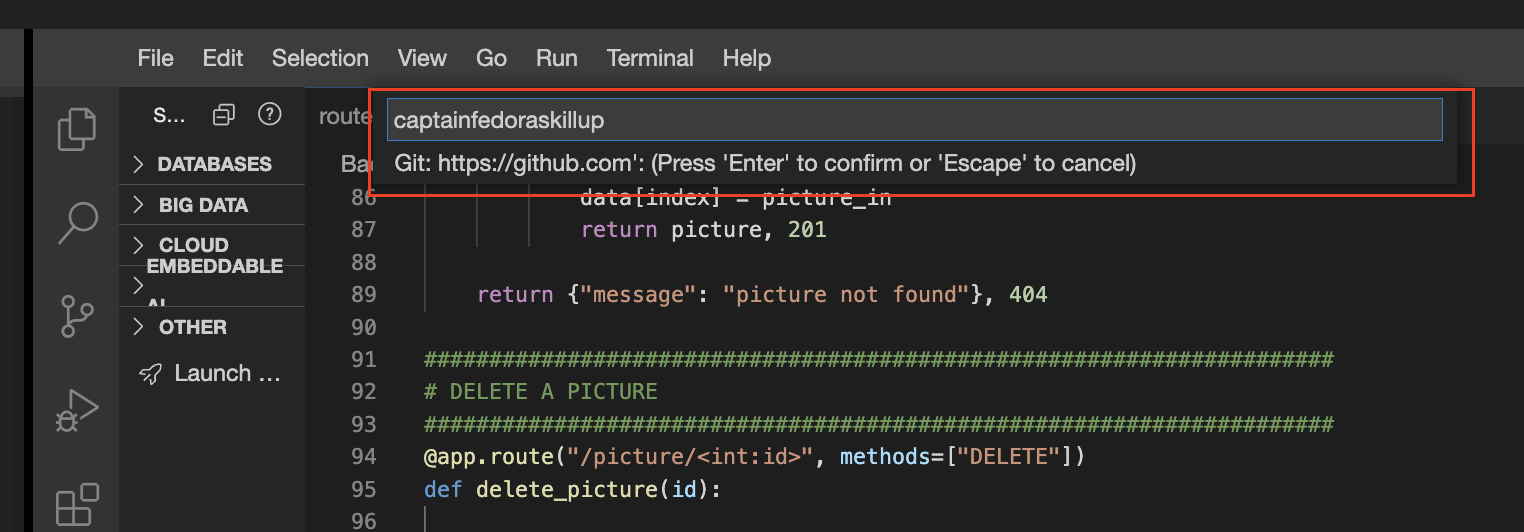 File Edit Selection View Go Run Terminal Help
S... ?
route
captainfedoraskillup
Git: https://github.com': (Press 'Enter' to confirm or 'Escape' to cancel)
DATABASES
BIG DATA
CLOUD
EMBEDDABLE
OTHER
Launch ...
86 data[index] = picture_in
87 return picture, 201
88
89 return {"message": "picture not found"}, 404
90
91 ######################################################################
92 # DELETE A PICTURE
93 ######################################################################
94 @app.route("/picture/<int:id>", methods=["DELETE"])
95 def delete_picture(id):
96